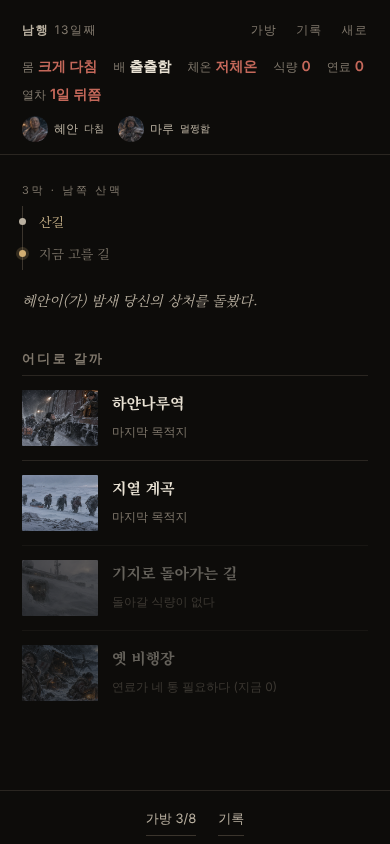 남행 13일째 가방 기록 새로
몸 크게 다침 배 출출함 체온 저체온 식량 0 연료 0
열차 1일 뒤쯤
혜안 다침 마루 멀쩡함
3막 · 남쪽 산맥
산길
지금 고를 길
혜안이(가) 밤새 당신의 상처를 돌봤다.
어디로 갈까
하얀나루역
마지막 목적지
지열 계곡
마지막 목적지
기지로 돌아가는 길
돌아갈 식량이 없다
옛 비행장
연료가 네 통 필요하다 (지금 0)
가방 3/8 기록